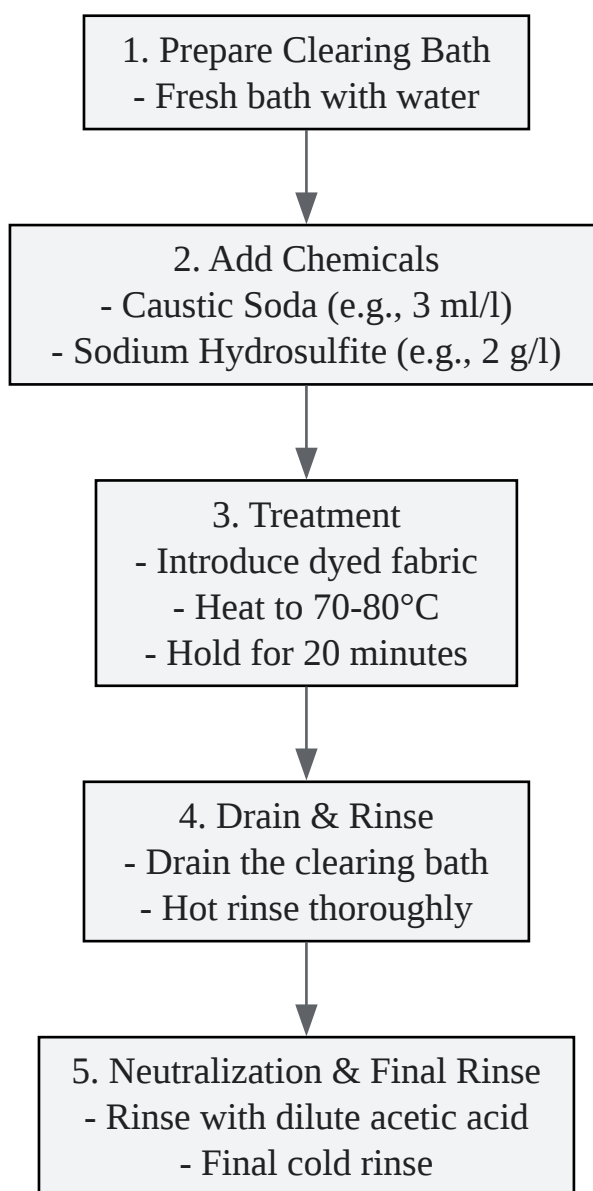 1. Prepare Clearing Bath
- Fresh bath with water
2. Add Chemicals
- Caustic Soda (e.g., 3 ml/l)
- Sodium Hydrosulfite (e.g., 2 g/l)
3. Treatment
- Introduce dyed fabric
- Heat to 70-80°C
- Hold for 20 minutes
4. Drain & Rinse
- Drain the clearing bath
- Hot rinse thoroughly
5. Neutralization & Final Rinse
- Rinse with dilute acetic acid
- Final cold rinse